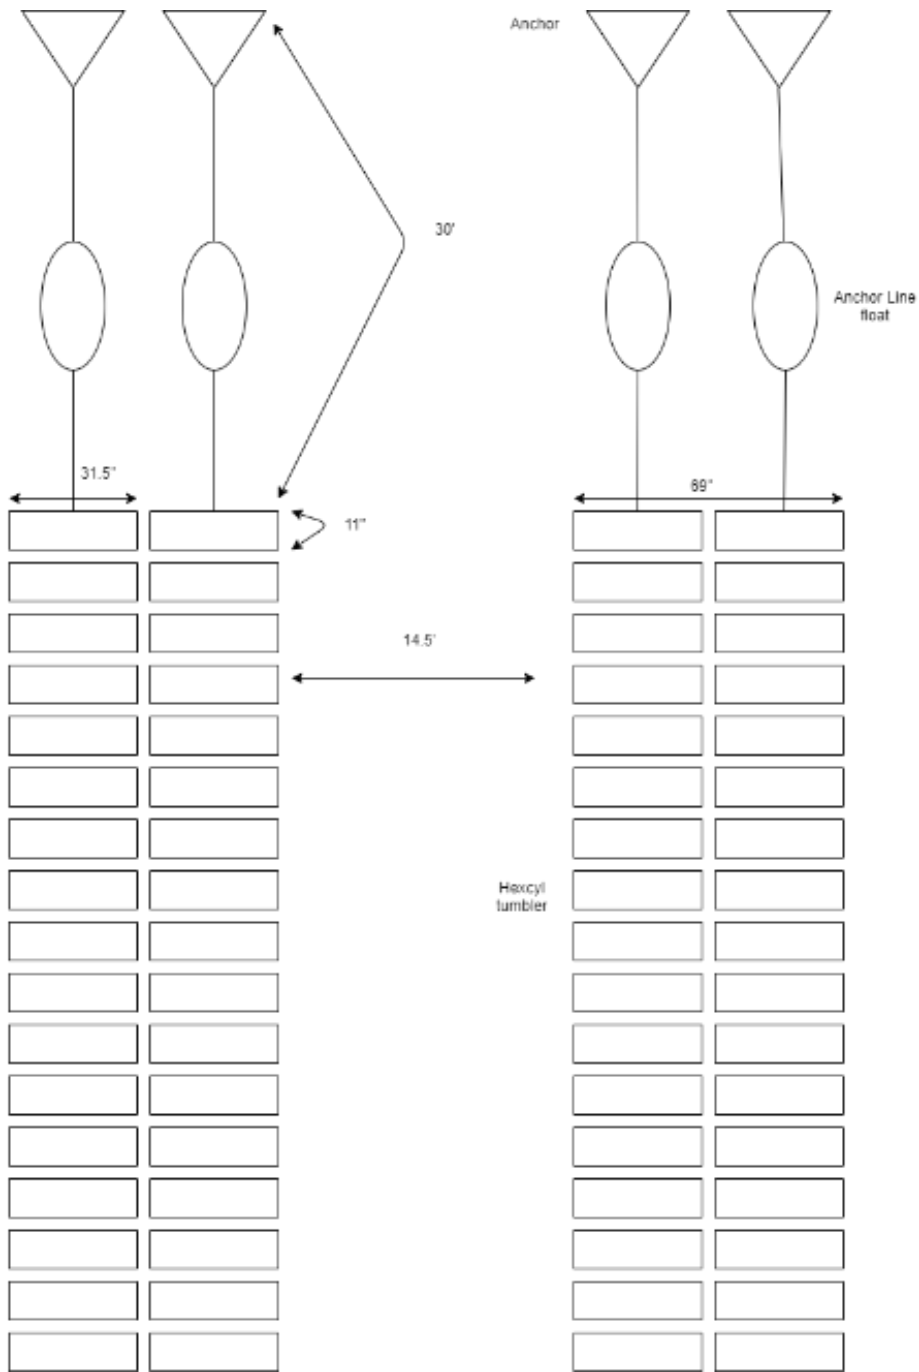 Anchor
30'
Anchor Line
float
31.5"
69"
11"
14.5'
Hexcyl
tumbler